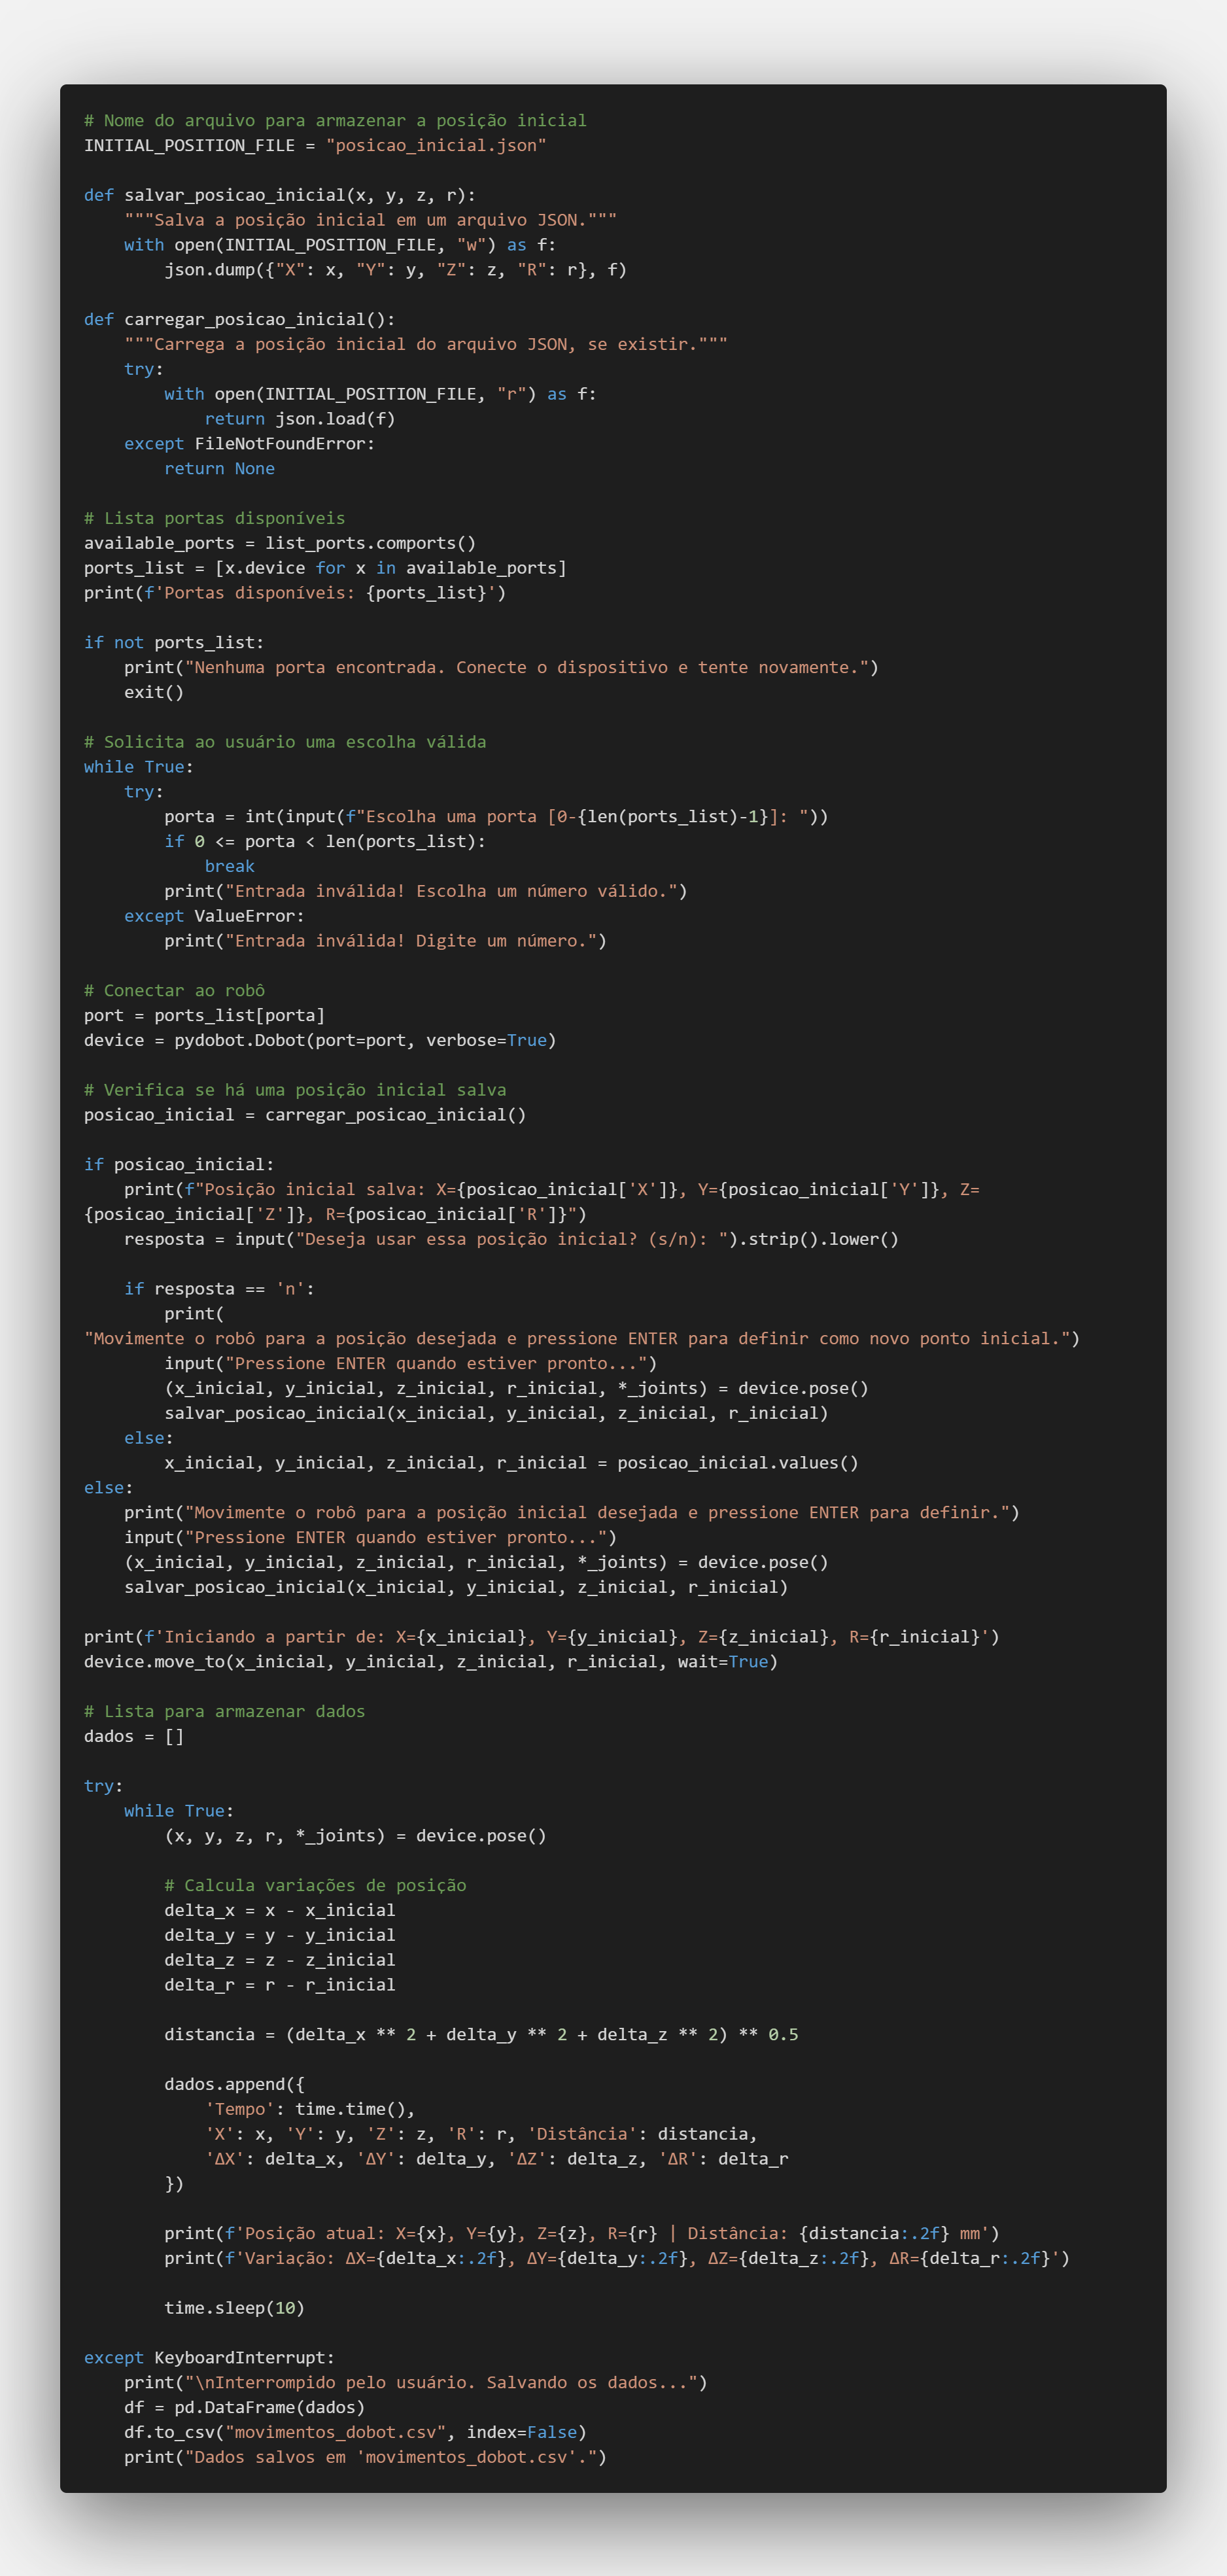 # Nome do arquivo para armazenar a posição inicial
INITIAL_POSITION_FILE = "posicao_inicial.json"

def salvar_posicao_inicial(x, y, z, r):
    """Salva a posição inicial em um arquivo JSON."""
    with open(INITIAL_POSITION_FILE, "w") as f:
        json.dump({"X": x, "Y": y, "Z": z, "R": r}, f)

def carregar_posicao_inicial():
    """Carrega a posição inicial do arquivo JSON, se existir."""
    try:
        with open(INITIAL_POSITION_FILE, "r") as f:
            return json.load(f)
    except FileNotFoundError:
        return None

# Lista portas disponíveis
available_ports = list_ports.comports()
ports_list = [x.device for x in available_ports]
print(f'Portas disponíveis: {ports_list}')

if not ports_list:
    print("Nenhuma porta encontrada. Conecte o dispositivo e tente novamente.")
    exit()

# Solicita ao usuário uma escolha válida
while True:
    try:
        porta = int(input(f"Escolha uma porta [0-{len(ports_list)-1}]: "))
        if 0 <= porta < len(ports_list):
            break
        print("Entrada inválida! Escolha um número válido.")
    except ValueError:
        print("Entrada inválida! Digite um número.")

# Conectar ao robô
port = ports_list[porta]
device = pydobot.Dobot(port=port, verbose=True)

# Verifica se há uma posição inicial salva
posicao_inicial = carregar_posicao_inicial()

if posicao_inicial:
    print(f"Posição inicial salva: X={posicao_inicial['X']}, Y={posicao_inicial['Y']}, Z=
{posicao_inicial['Z']}, R={posicao_inicial['R']}")
    resposta = input("Deseja usar essa posição inicial? (s/n): ").strip().lower()

    if resposta == 'n':
        print(
"Movimente o robô para a posição desejada e pressione ENTER para definir como novo ponto inicial.")
        input("Pressione ENTER quando estiver pronto...")
        (x_inicial, y_inicial, z_inicial, r_inicial, *_joints) = device.pose()
        salvar_posicao_inicial(x_inicial, y_inicial, z_inicial, r_inicial)
    else:
        x_inicial, y_inicial, z_inicial, r_inicial = posicao_inicial.values()
else:
    print("Movimente o robô para a posição inicial desejada e pressione ENTER para definir.")
    input("Pressione ENTER quando estiver pronto...")
    (x_inicial, y_inicial, z_inicial, r_inicial, *_joints) = device.pose()
    salvar_posicao_inicial(x_inicial, y_inicial, z_inicial, r_inicial)

print(f'Iniciando a partir de: X={x_inicial}, Y={y_inicial}, Z={z_inicial}, R={r_inicial}')
device.move_to(x_inicial, y_inicial, z_inicial, r_inicial, wait=True)

# Lista para armazenar dados
dados = []

try:
    while True:
        (x, y, z, r, *_joints) = device.pose()

        # Calcula variações de posição
        delta_x = x - x_inicial
        delta_y = y - y_inicial
        delta_z = z - z_inicial
        delta_r = r - r_inicial

        distancia = (delta_x ** 2 + delta_y ** 2 + delta_z ** 2) ** 0.5

        dados.append({
            'Tempo': time.time(),
            'X': x, 'Y': y, 'Z': z, 'R': r, 'Distância': distancia,
            'ΔX': delta_x, 'ΔY': delta_y, 'ΔZ': delta_z, 'ΔR': delta_r
        })

        print(f'Posição atual: X={x}, Y={y}, Z={z}, R={r} | Distância: {distancia:.2f} mm')
        print(f'Variação: ΔX={delta_x:.2f}, ΔY={delta_y:.2f}, ΔZ={delta_z:.2f}, ΔR={delta_r:.2f}')

        time.sleep(10)

except KeyboardInterrupt:
    print("\nInterrompido pelo usuário. Salvando os dados...")
    df = pd.DataFrame(dados)
    df.to_csv("movimentos_dobot.csv", index=False)
    print("Dados salvos em 'movimentos_dobot.csv'.")